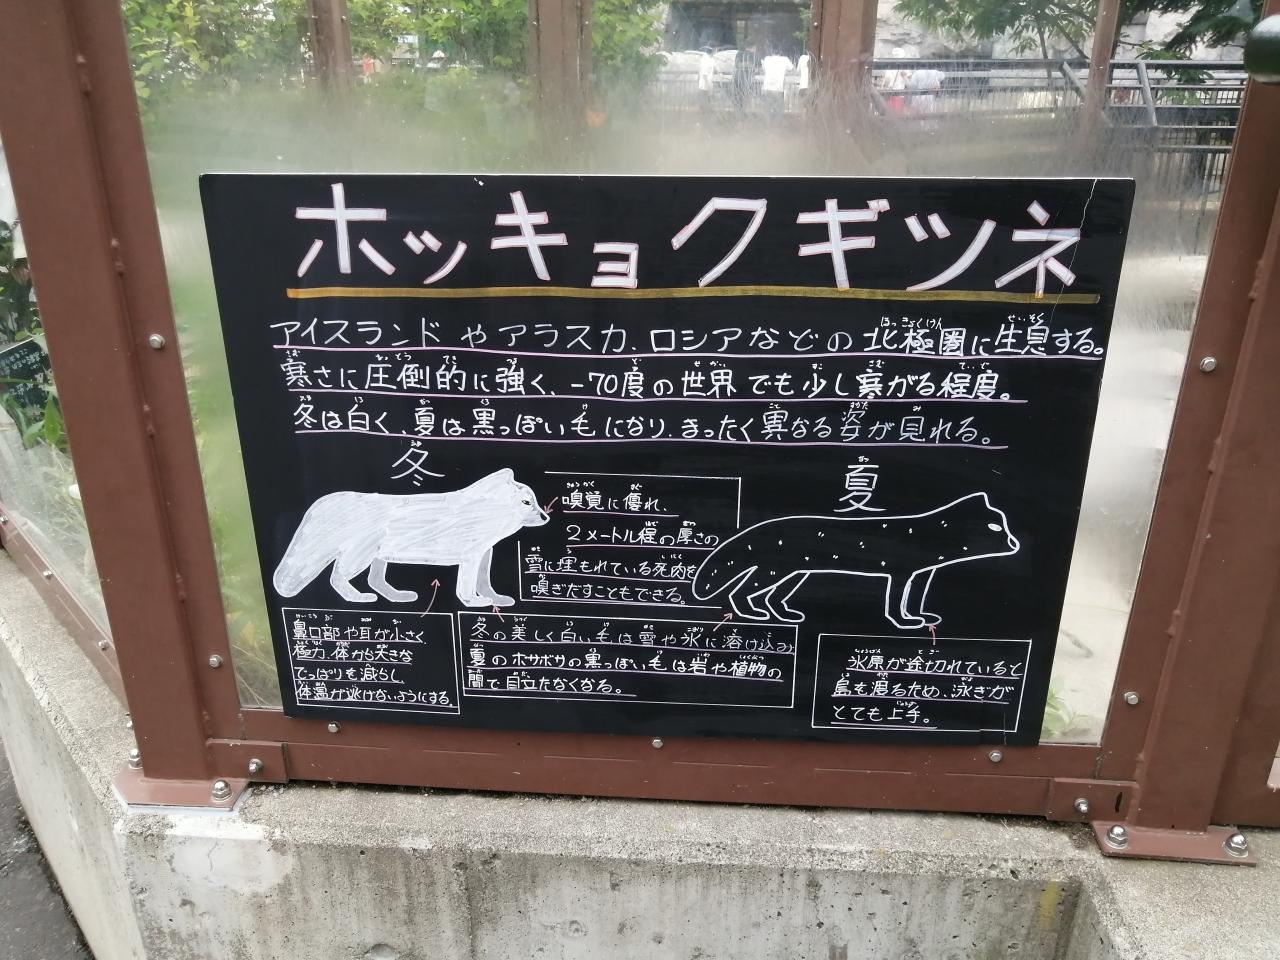 ホッキョクギツネ
アイスランドやアラスカ、ロシアなどの北極圏に生息する。
寒さに圧倒的に強く、-70度の世界でも少し寒がる程度。
冬は白く、夏は黒っぽい毛になり、まったく異なる姿が見れる。
冬
夏
嗅覚に優れ、
2メートル程の厚さの
雪に埋もれている死肉を
嗅ぎだすこともできる。
鼻口部や耳が小さく
極力、体から突きな
でっぱりを減らし
体温が逃げないようにする。
冬の美しく白い毛は雪や氷に溶け込み
夏のボサボサの黒っぽい毛は岩や植物の
間で目立たなくなる。
氷原が途切れていると
島を渡るため、泳ぎが
とても上手。